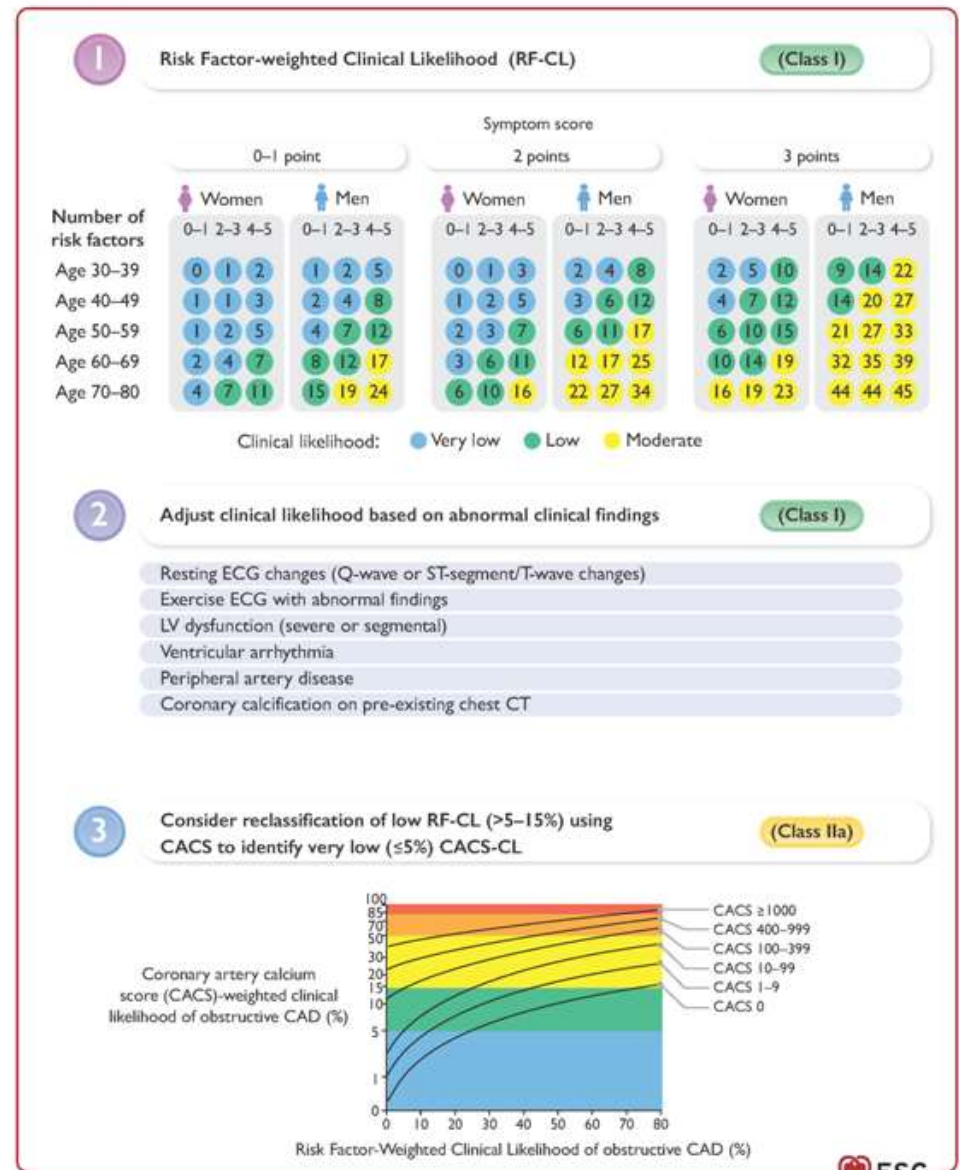 1
Risk Factor-weighted Clinical Likelihood (RF-CL)
(Class I)
Symptom score
0–1 point 2 points 3 points
Women Men Women Men Women Men
Number of
risk factors
0–1 2–3 4–5 0–1 2–3 4–5 0–1 2–3 4–5 0–1 2–3 4–5 0–1 2–3 4–5 0–1 2–3 4–5
Age 30–39 0 1 2 1 2 5 0 1 3 2 4 8 2 5 10 9 14 22
Age 40–49 1 1 3 2 4 8 1 2 5 3 6 12 4 7 12 14 20 27
Age 50–59 1 2 5 4 7 12 2 3 7 6 11 17 6 10 15 21 27 33
Age 60–69 2 4 7 8 12 17 3 6 11 12 17 25 10 14 19 32 35 39
Age 70–80 4 7 11 15 19 24 6 10 16 22 27 34 16 19 23 44 44 45
Clinical likelihood: Very low Low Moderate
2
Adjust clinical likelihood based on abnormal clinical findings
(Class I)
Resting ECG changes (Q-wave or ST-segment/T-wave changes)
Exercise ECG with abnormal findings
LV dysfunction (severe or segmental)
Ventricular arrhythmia
Peripheral artery disease
Coronary calcification on pre-existing chest CT
3
Consider reclassification of low RF-CL (>5–15%) using
CACS to identify very low (≤5%) CACS-CL
(Class IIa)
Coronary artery calcium
score (CACS)-weighted clinical
likelihood of obstructive CAD (%)
100
85
70
50
30
20
15
10
5
1
0
CACS ≥1000
CACS 400–999
CACS 100–399
CACS 10–99
CACS 1–9
CACS 0
0 10 20 30 40 50 60 70 80
Risk Factor-Weighted Clinical Likelihood of obstructive CAD (%)
ESC